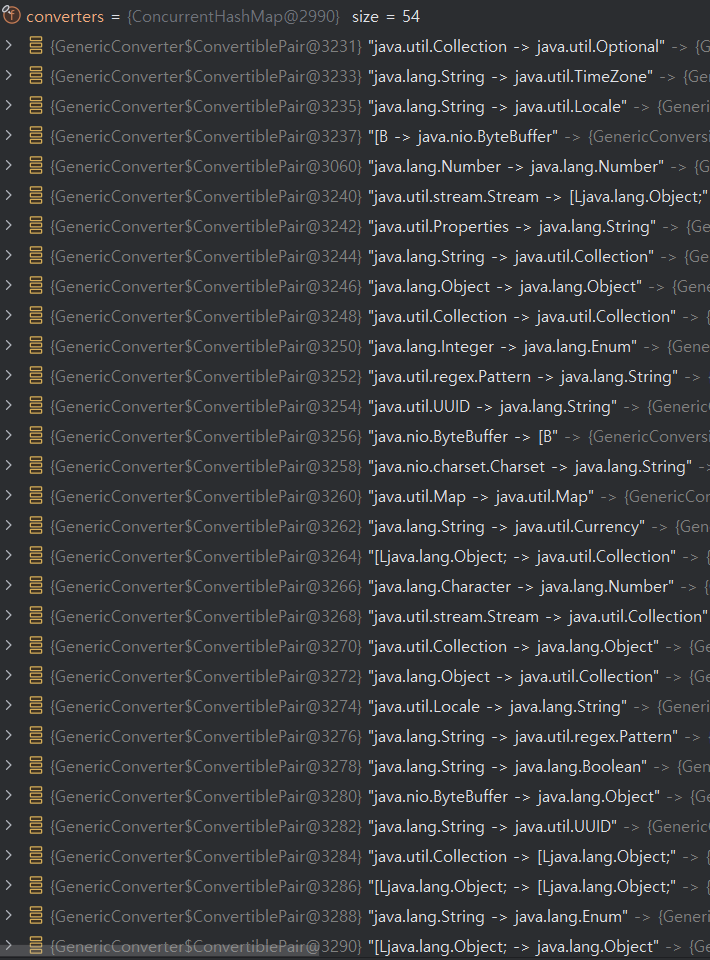 converters = {ConcurrentHashMap@2990} size = 54
{GenericConverter$ConvertiblePair@3231} "java.util.Collection -> java.util.Optional" -> {G
{GenericConverter$ConvertiblePair@3233} "java.lang.String -> java.util.TimeZone" -> {Ge
{GenericConverter$ConvertiblePair@3235} "java.lang.String -> java.util.Locale" -> {Generic
{GenericConverter$ConvertiblePair@3237} "[B -> java.nio.ByteBuffer" -> {GenericConversi
{GenericConverter$ConvertiblePair@3060} "java.lang.Number -> java.lang.Number" -> {G
{GenericConverter$ConvertiblePair@3240} "java.util.stream.Stream -> [Ljava.lang.Object;"
{GenericConverter$ConvertiblePair@3242} "java.util.Properties -> java.lang.String" -> {Ge
{GenericConverter$ConvertiblePair@3244} "java.lang.String -> java.util.Collection" -> {Ge
{GenericConverter$ConvertiblePair@3246} "java.lang.Object -> java.lang.Object" -> {Gene
{GenericConverter$ConvertiblePair@3248} "java.util.Collection -> java.util.Collection" -> {
{GenericConverter$ConvertiblePair@3250} "java.lang.Integer -> java.lang.Enum" -> {Gene
{GenericConverter$ConvertiblePair@3252} "java.util.regex.Pattern -> java.lang.String" ->
{GenericConverter$ConvertiblePair@3254} "java.util.UUID -> java.lang.String" -> {GenericC
{GenericConverter$ConvertiblePair@3256} "java.nio.ByteBuffer -> [B" -> {GenericConversi
{GenericConverter$ConvertiblePair@3258} "java.nio.charset.Charset -> java.lang.String" ->
{GenericConverter$ConvertiblePair@3260} "java.util.Map -> java.util.Map" -> {GenericCor
{GenericConverter$ConvertiblePair@3262} "java.lang.String -> java.util.Currency" -> {Gen
{GenericConverter$ConvertiblePair@3264} "[Ljava.lang.Object; -> java.util.Collection" -> {
{GenericConverter$ConvertiblePair@3266} "java.lang.Character -> java.lang.Number" -> {
{GenericConverter$ConvertiblePair@3268} "java.util.stream.Stream -> java.util.Collection"
{GenericConverter$ConvertiblePair@3270} "java.util.Collection -> java.lang.Object" -> {Ge
{GenericConverter$ConvertiblePair@3272} "java.lang.Object -> java.util.Collection" -> {Ge
{GenericConverter$ConvertiblePair@3274} "java.util.Locale -> java.lang.String" -> {Generic
{GenericConverter$ConvertiblePair@3276} "java.lang.String -> java.util.regex.Pattern" ->
{GenericConverter$ConvertiblePair@3278} "java.lang.String -> java.lang.Boolean" -> {Gen
{GenericConverter$ConvertiblePair@3280} "java.nio.ByteBuffer -> java.lang.Object" -> {Ge
{GenericConverter$ConvertiblePair@3282} "java.lang.String -> java.util.UUID" -> {GenericC
{GenericConverter$ConvertiblePair@3284} "java.util.Collection -> [Ljava.lang.Object;" -> {
{GenericConverter$ConvertiblePair@3286} "[Ljava.lang.Object; -> [Ljava.lang.Object;" -> {
{GenericConverter$ConvertiblePair@3288} "java.lang.String -> java.lang.Enum" -> {Generi
{GenericConverter$ConvertiblePair@3290} "[Ljava.lang.Object; -> java.lang.Object" -> {Ge